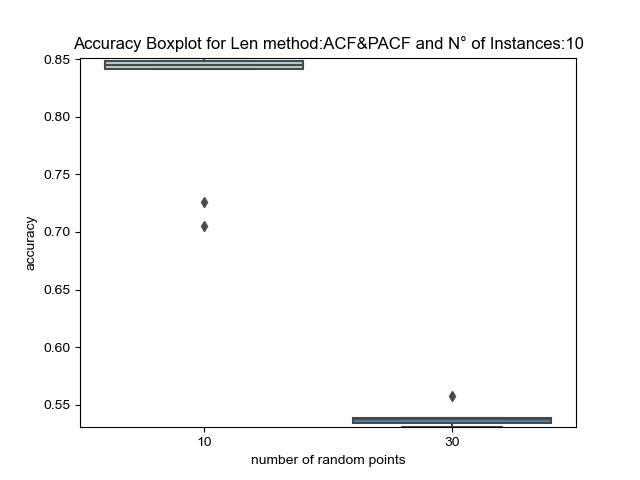 Accuracy Boxplot for Len method:ACF&PACF and N° of Instances:10
0.85
0.80
0.75
0.70
0.65
0.60
0.55
accuracy
10 30
number of random points